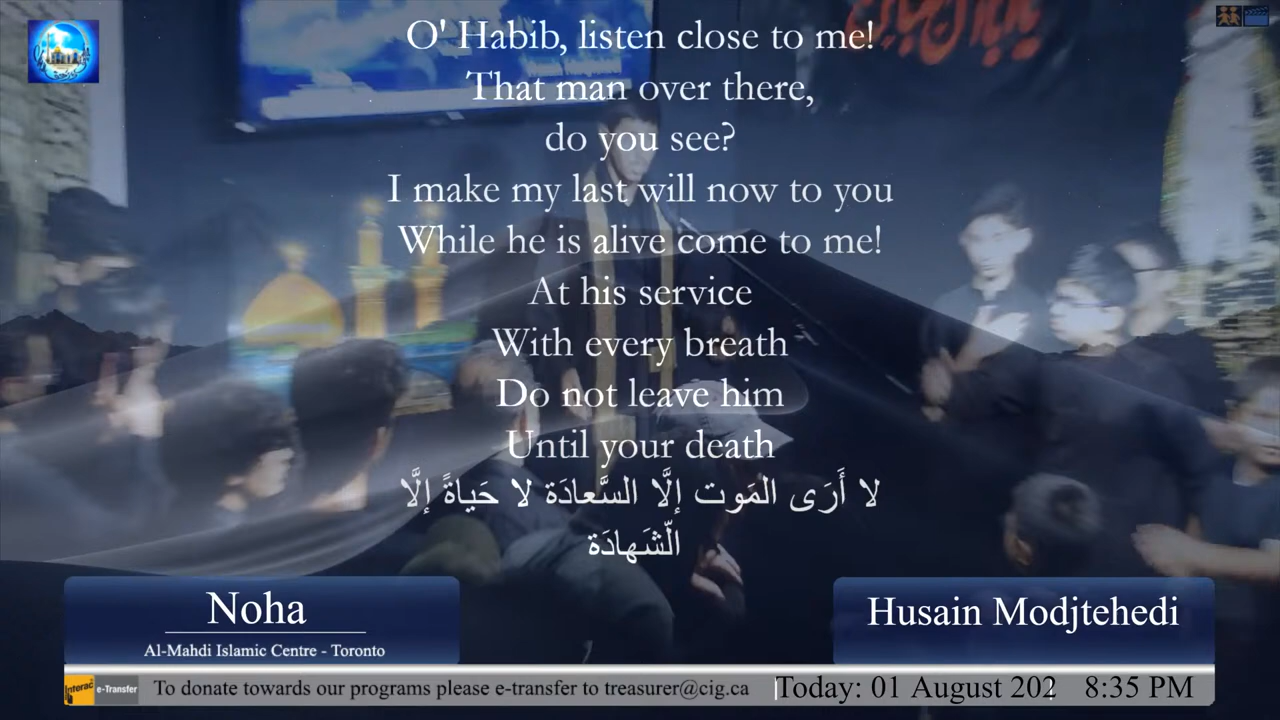 O' Habib, listen close to me!
That man over there,
do you see?
I make my last will now to you
While he is alive come to me!
At his service
With every breath
Do not leave him
Until your death
لا أَرَى المَوت إلَّا السَّعادَة لا حَياةً إلَّا
الّشَهادَة
Noha
Al-Mahdi Islamic Centre - Toronto
Husain Modjtehedi
Interac e-Transfer
To donate towards our programs please e-transfer to treasurer@cig.ca
Today: 01 August 202 8:35 PM